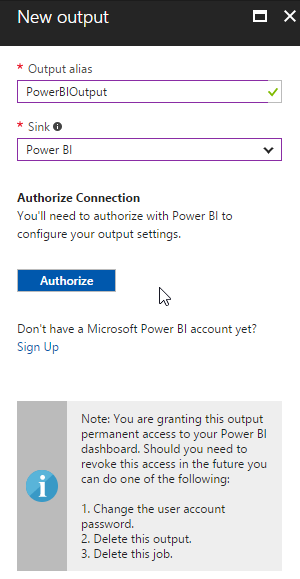 New output
* Output alias
PowerBIOutput
* Sink
Power BI
Authorize Connection
You'll need to authorize with Power BI to
configure your output settings.
Authorize
Don't have a Microsoft Power BI account yet?
Sign Up
Note: You are granting this output
permanent access to your Power BI
dashboard. Should you need to
revoke this access in the future you
can do one of the following:
1. Change the user account
password.
2. Delete this output.
3. Delete this job.